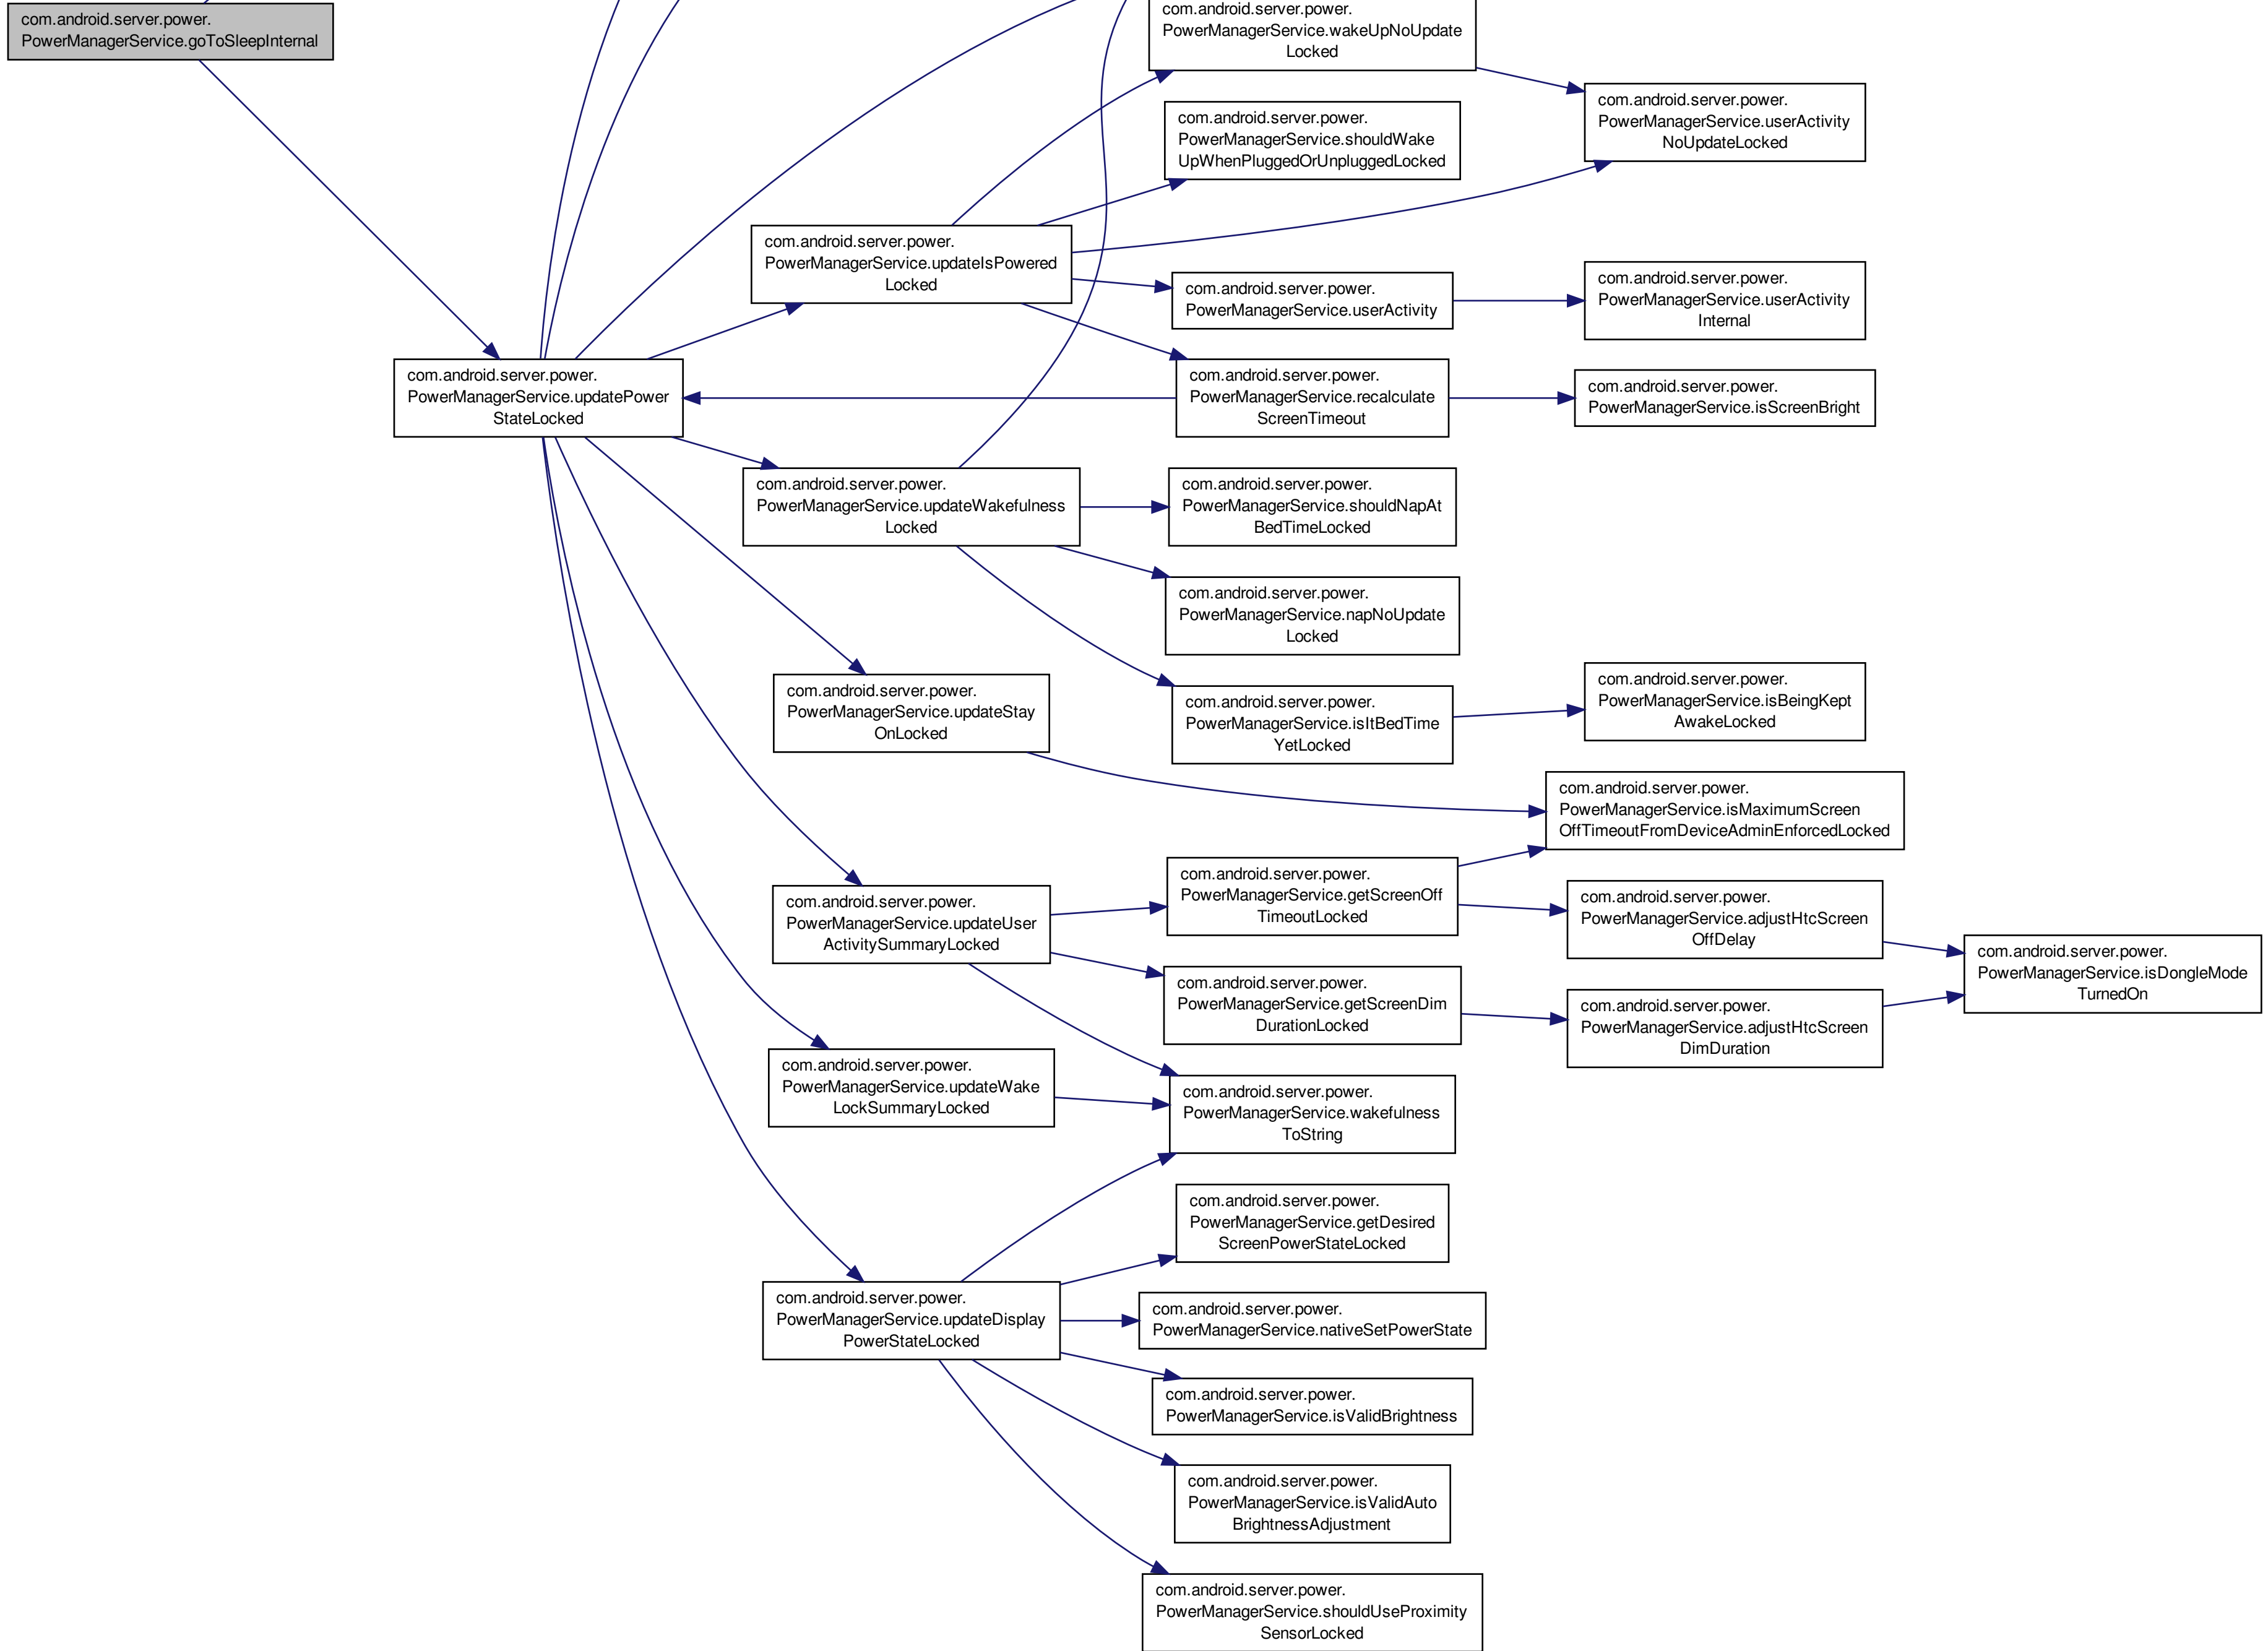 com.android.server.power.
PowerManagerService.goToSleepInternal
com.android.server.power.
PowerManagerService.updatePower
StateLocked
com.android.server.power.
PowerManagerService.updateIsPowered
Locked
com.android.server.power.
PowerManagerService.updateWakefulness
Locked
com.android.server.power.
PowerManagerService.updateStay
OnLocked
com.android.server.power.
PowerManagerService.updateUser
ActivitySummaryLocked
com.android.server.power.
PowerManagerService.updateWake
LockSummaryLocked
com.android.server.power.
PowerManagerService.updateDisplay
PowerStateLocked
com.android.server.power.
PowerManagerService.wakeUpNoUpdate
Locked
com.android.server.power.
PowerManagerService.shouldWake
UpWhenPluggedOrUnpluggedLocked
com.android.server.power.
PowerManagerService.userActivity
com.android.server.power.
PowerManagerService.recalculate
ScreenTimeout
com.android.server.power.
PowerManagerService.shouldNapAt
BedTimeLocked
com.android.server.power.
PowerManagerService.napNoUpdate
Locked
com.android.server.power.
PowerManagerService.isItBedTime
YetLocked
com.android.server.power.
PowerManagerService.getScreenOff
TimeoutLocked
com.android.server.power.
PowerManagerService.getScreenDim
DurationLocked
com.android.server.power.
PowerManagerService.wakefulness
ToString
com.android.server.power.
PowerManagerService.getDesired
ScreenPowerStateLocked
com.android.server.power.
PowerManagerService.nativeSetPowerState
com.android.server.power.
PowerManagerService.isValidBrightness
com.android.server.power.
PowerManagerService.isValidAuto
BrightnessAdjustment
com.android.server.power.
PowerManagerService.shouldUseProximity
SensorLocked
com.android.server.power.
PowerManagerService.userActivity
NoUpdateLocked
com.android.server.power.
PowerManagerService.userActivity
Internal
com.android.server.power.
PowerManagerService.isScreenBright
com.android.server.power.
PowerManagerService.isBeingKept
AwakeLocked
com.android.server.power.
PowerManagerService.isMaximumScreen
OffTimeoutFromDeviceAdminEnforcedLocked
com.android.server.power.
PowerManagerService.adjustHtcScreen
OffDelay
com.android.server.power.
PowerManagerService.adjustHtcScreen
DimDuration
com.android.server.power.
PowerManagerService.isDongleMode
TurnedOn